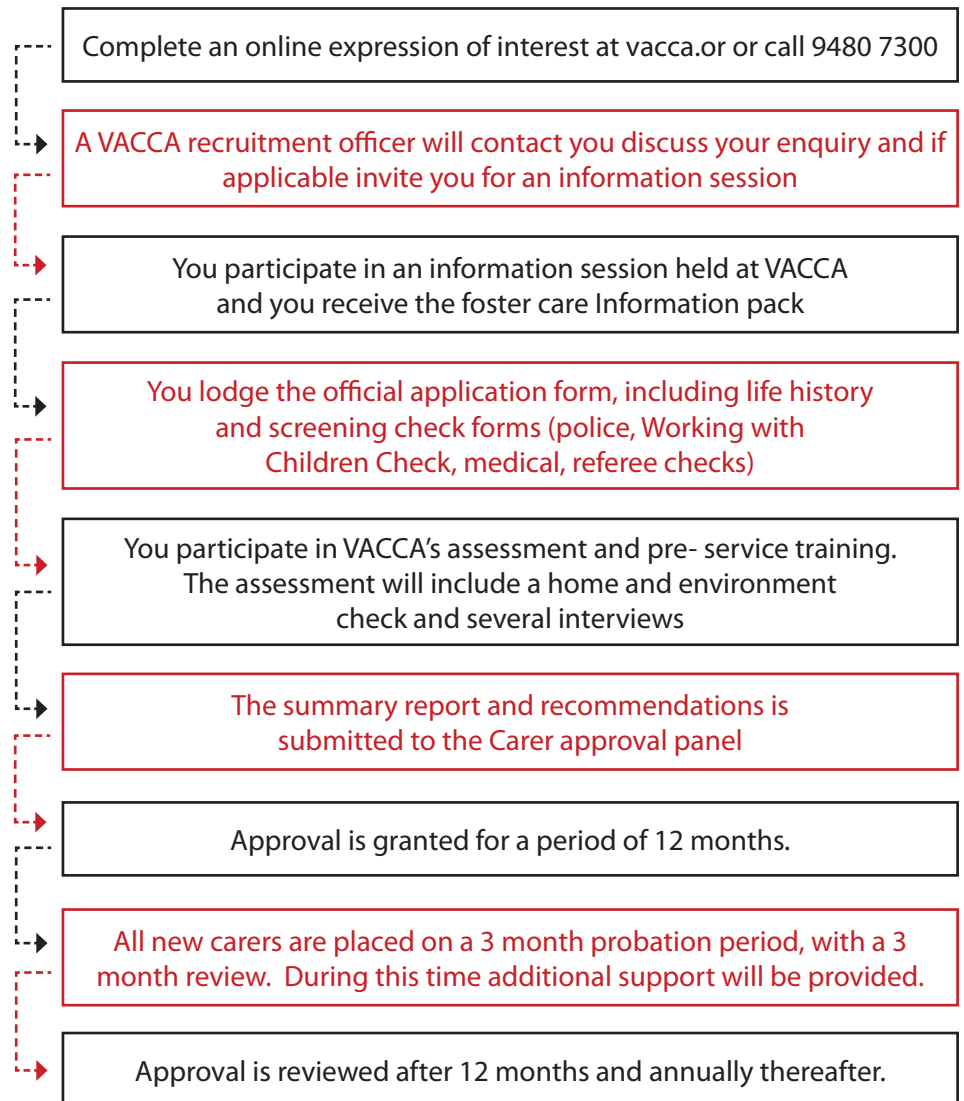 Complete an online expression of interest at vacca.or or call 9480 7300
A VACCA recruitment officer will contact you discuss your enquiry and if
applicable invite you for an information session
You participate in an information session held at VACCA
and you receive the foster care Information pack
You lodge the official application form, including life history
and screening check forms (police, Working with
Children Check, medical, referee checks)
You participate in VACCA's assessment and pre- service training.
The assessment will include a home and environment
check and several interviews
The summary report and recommendations is
submitted to the Carer approval panel
Approval is granted for a period of 12 months.
All new carers are placed on a 3 month probation period, with a 3
month review.  During this time additional support will be provided.
Approval is reviewed after 12 months and annually thereafter.